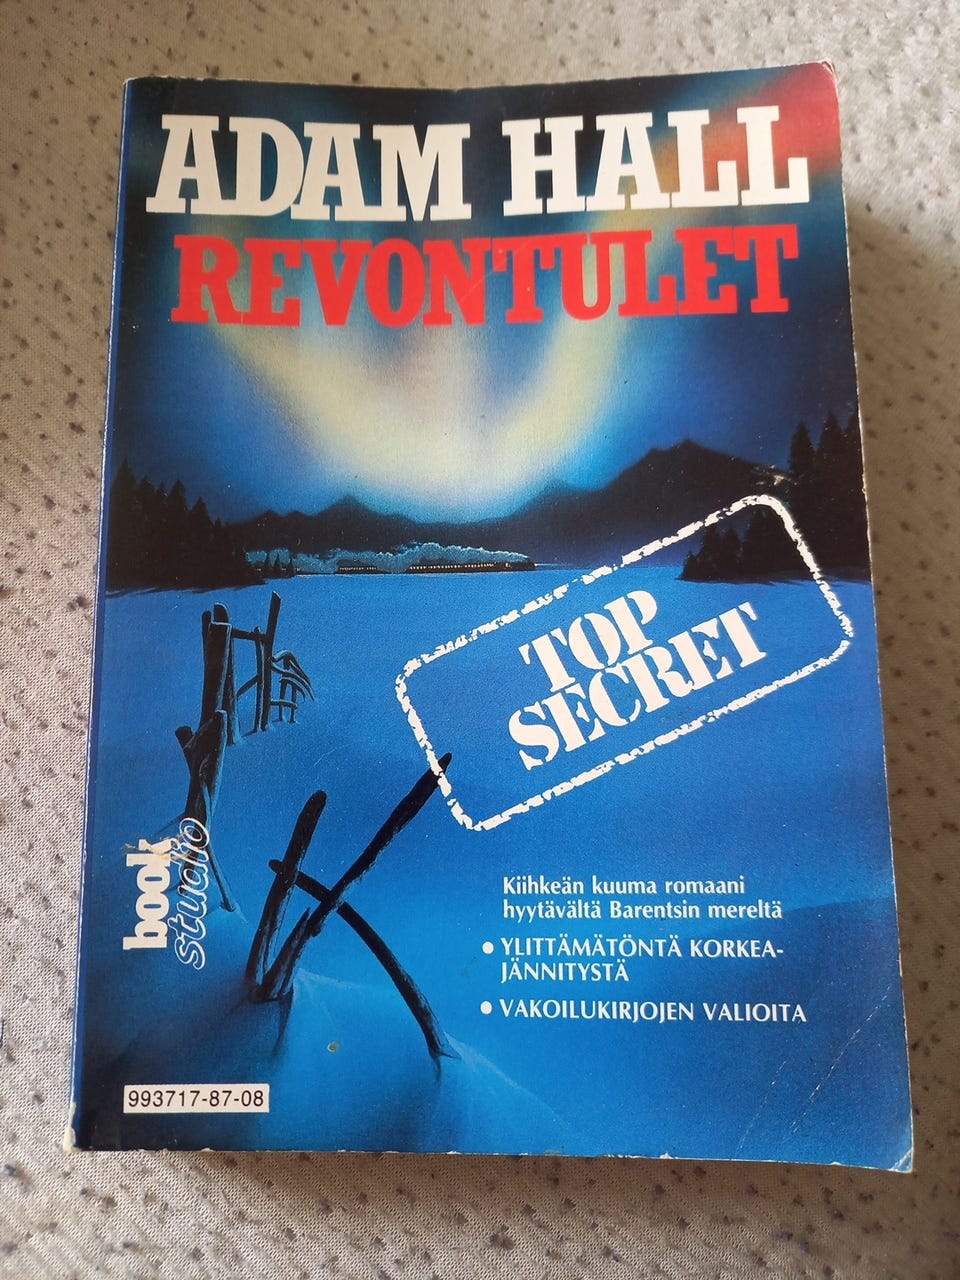 ADAM HALL
REVONTULET
TOP
SECRET
book
studio
Kiihkeän kuuma romaani
hyytävältä Barentsin mereltä
• YLITTÄMÄTÖNTÄ KORKEA-
JÄNNITYSTÄ
• VAKOILUKIRJOJEN VALIOITA
993717-87-08